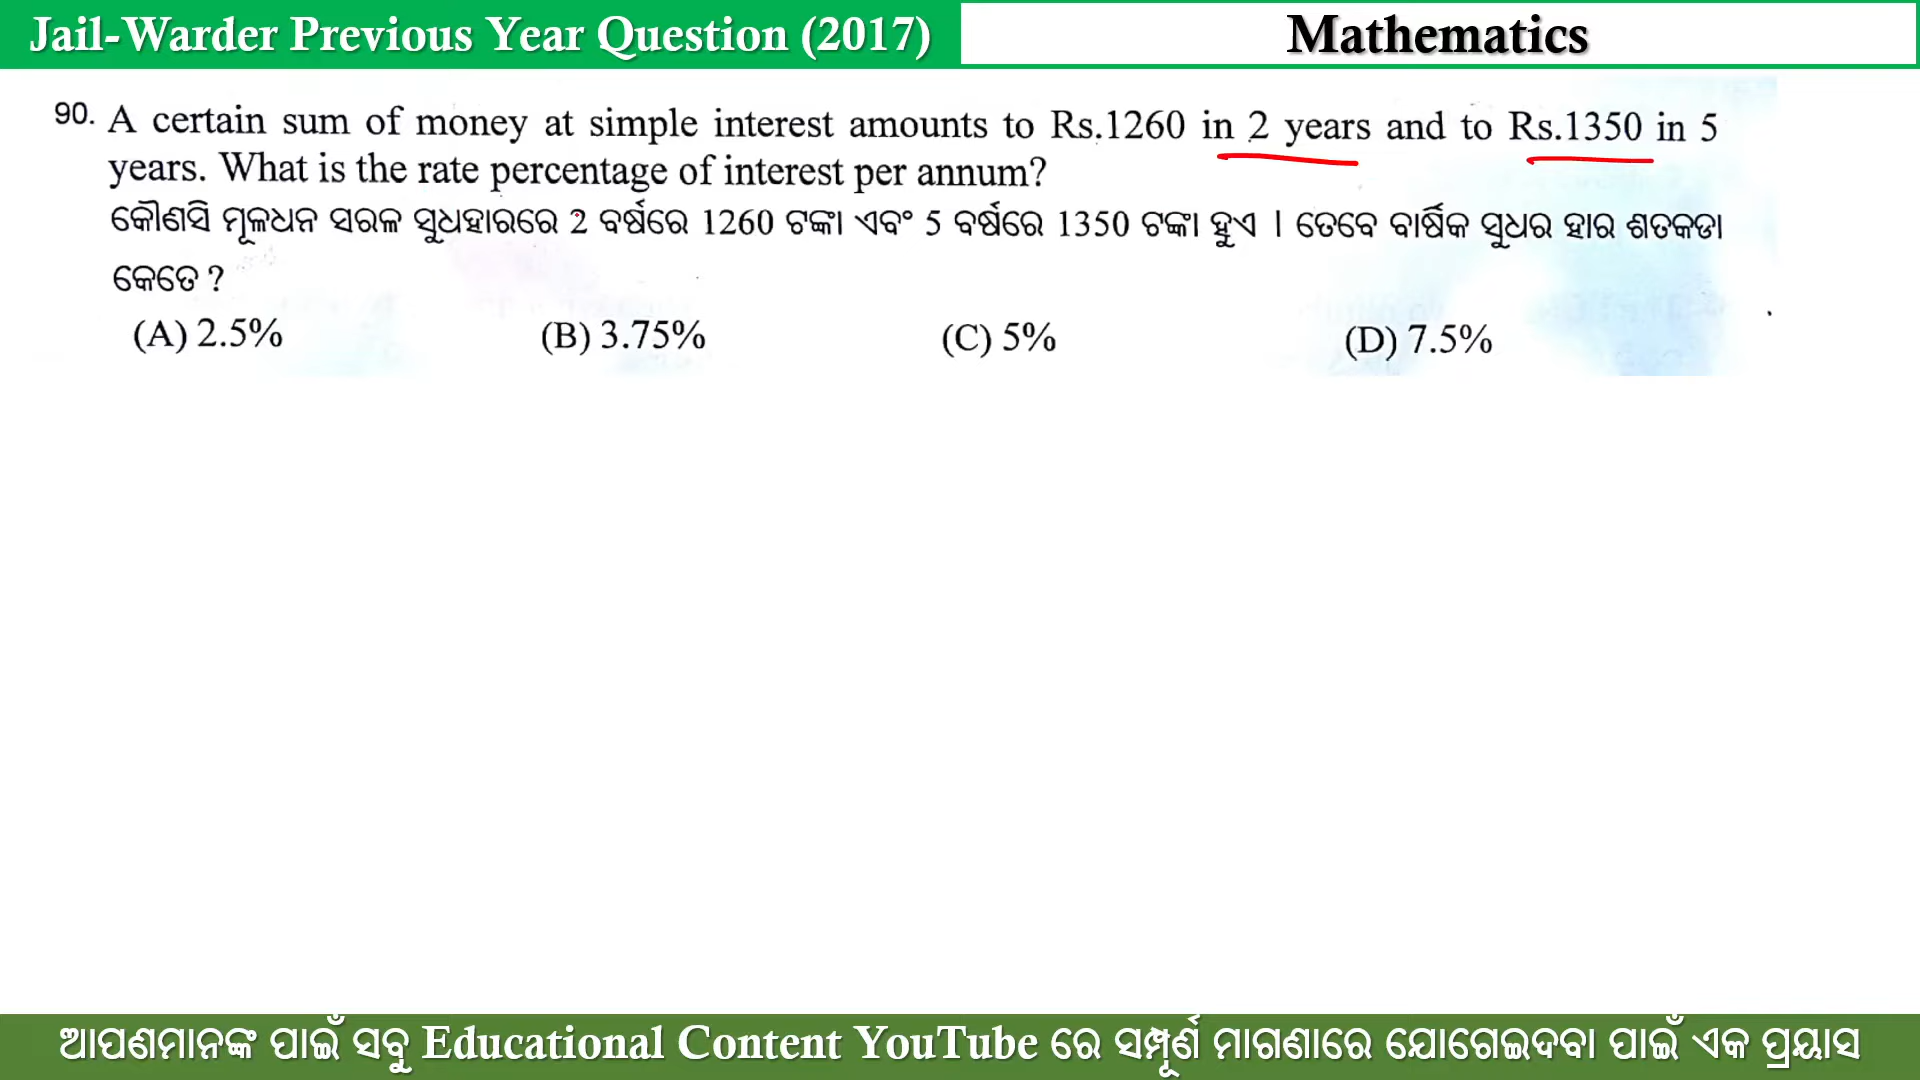 Jail-Warder Previous Year Question (2017)
Mathematics
90. A certain sum of money at simple interest amounts to Rs.1260 in 2 years and to Rs.1350 in 5
years. What is the rate percentage of interest per annum?
କୌଣସି ମୂଳଧନ ସରଳ ସୁଧହାରରେ 2 ବର୍ଷରେ 1260 ଟଙ୍କା ଏବଂ 5 ବର୍ଷରେ 1350 ଟଙ୍କା ହୁଏ । ତେବେ ବାର୍ଷିକ ସୁଧର ହାର ଶତକଡା
କେତେ ?
(A) 2.5% (B) 3.75% (C) 5% (D) 7.5%
ଆପଣମାନଙ୍କ ପାଇଁ ସବୁ Educational Content YouTube ରେ ସମ୍ପୂର୍ଣ ମାଗଣାରେ ଯୋଗେଇଦବା ପାଇଁ ଏକ ପ୍ରୟାସ